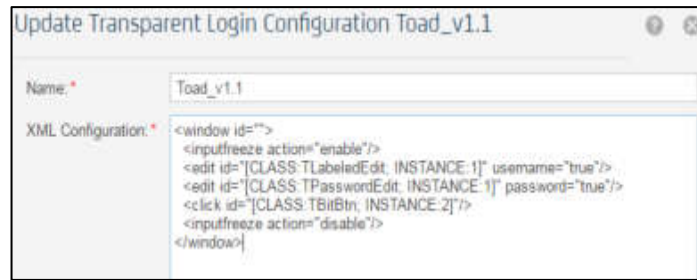 Update Transparent Login Configuration Toad_v1.1
Name:* Toad_v1.1
XML Configuration:* <window id="">
<inputfreeze action="enable"/>
<edit id="[CLASS:TLabeledEdit; INSTANCE:1]" username="true"/>
<edit id="[CLASS:TPasswordEdit; INSTANCE:1]" password="true"/>
<click id="[CLASS:TBitBtn; INSTANCE:2]"/>
<inputfreeze action="disable"/>
</window>